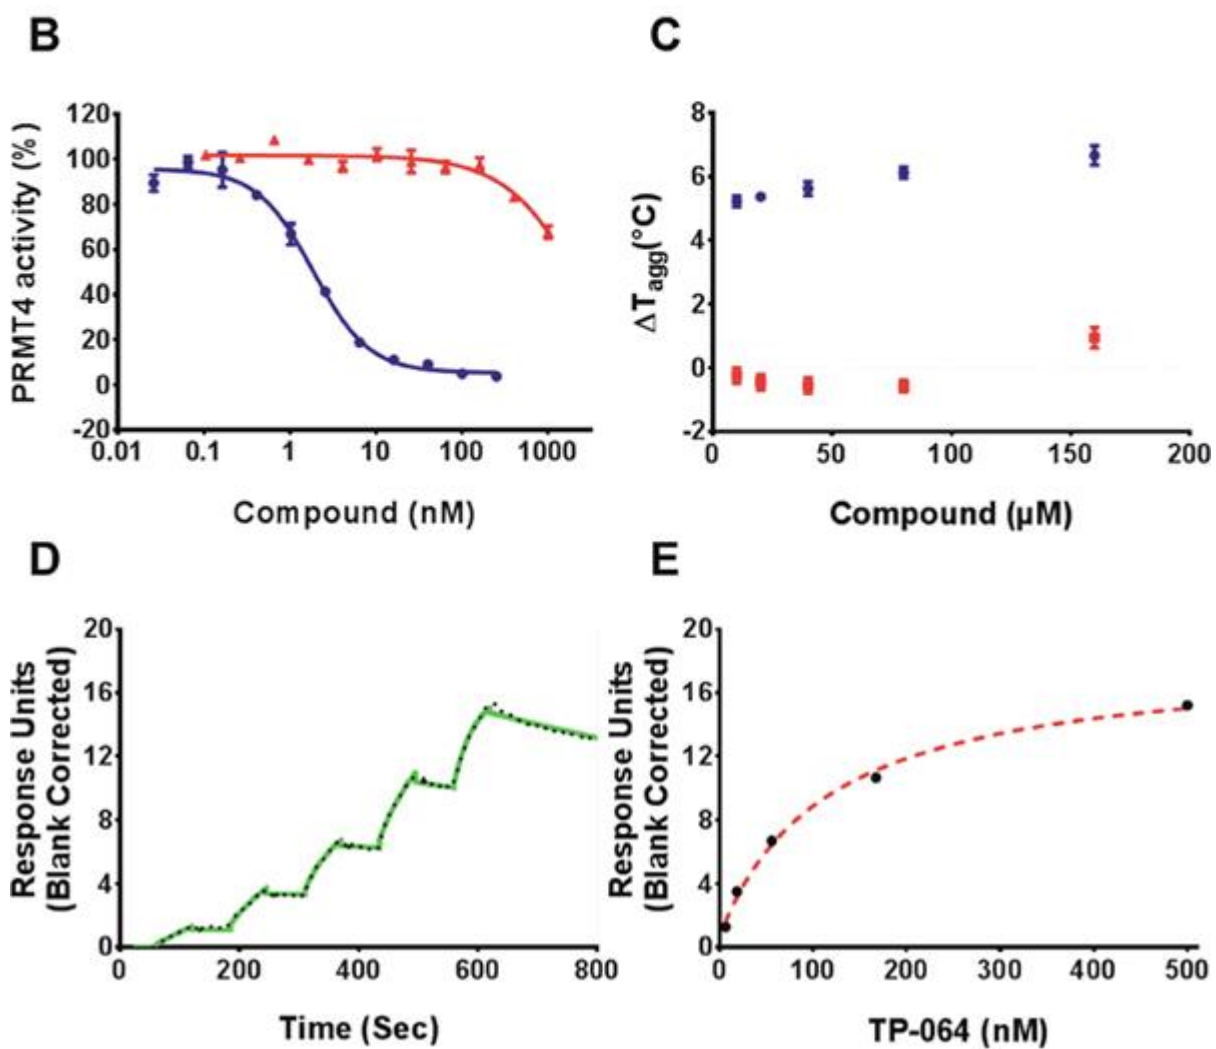 B
PRMT4 activity (%)
120
100
80
60
40
20
0
-20
0.01 0.1 1 10 100 1000
Compound (nM)
C
ΔTagg(°C)
8
6
4
2
0
-2
0 50 100 150 200
Compound (µM)
D
Response Units
(Blank Corrected)
20
16
12
8
4
0
0 200 400 600 800
Time (Sec)
E
Response Units
(Blank Corrected)
20
16
12
8
4
0
0 100 200 300 400 500
TP-064 (nM)